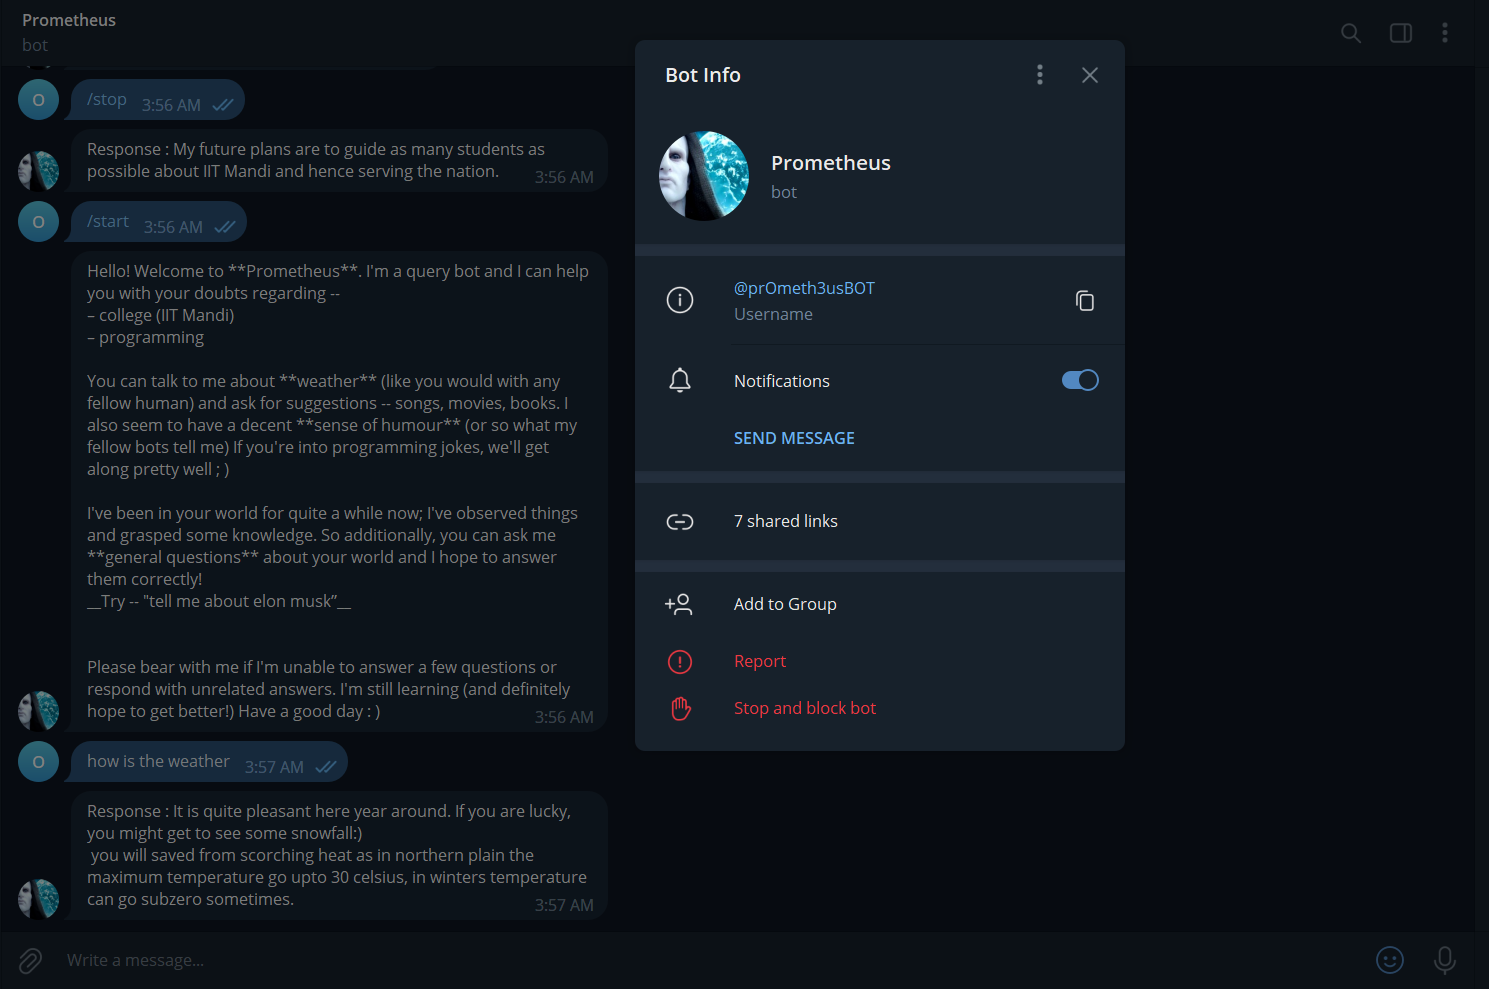 Prometheus
bot
/stop 3:56 AM
Response : My future plans are to guide as many students as
possible about IIT Mandi and hence serving the nation. 3:56 AM
/start 3:56 AM
Hello! Welcome to **Prometheus**. I'm a query bot and I can help
you with your doubts regarding --
– college (IIT Mandi)
– programming
You can talk to me about **weather** (like you would with any
fellow human) and ask for suggestions -- songs, movies, books. I
also seem to have a decent **sense of humour** (or so what my
fellow bots tell me) If you're into programming jokes, we'll get
along pretty well ; )
I've been in your world for quite a while now; I've observed things
and grasped some knowledge. So additionally, you can ask me
**general questions** about your world and I hope to answer
them correctly!
__Try -- "tell me about elon musk”__
Please bear with me if I'm unable to answer a few questions or
respond with unrelated answers. I'm still learning (and definitely
hope to get better!) Have a good day : ) 3:56 AM
how is the weather 3:57 AM
Response : It is quite pleasant here year around. If you are lucky,
you might get to see some snowfall:)
you will saved from scorching heat as in northern plain the
maximum temperature go upto 30 celsius, in winters temperature
can go subzero sometimes. 3:57 AM
Write a message...
O
O
O
Bot Info
Prometheus
bot
@prOmeth3usBOT
Username
Notifications
SEND MESSAGE
7 shared links
Add to Group
Report
Stop and block bot